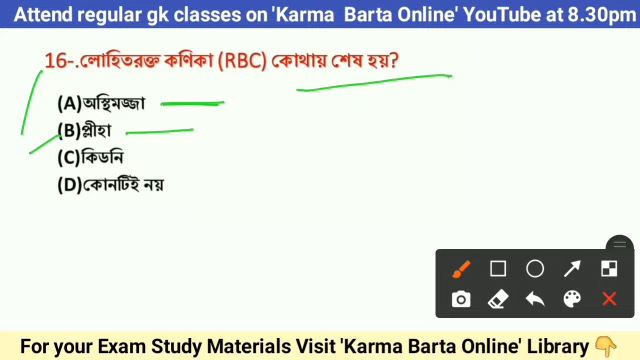 Attend regular gk classes on 'Karma Barta Online' YouTube at 8.30pm
16-.লোহিতরক্ত কণিকা (RBC) কোথায় শেষ হয়?
(A)অস্থিমজ্জা
(B)প্লীহা
(C)কিডনি
(D)কোনটিই নয়
For your Exam Study Materials Visit 'Karma Barta Online' Library 👇